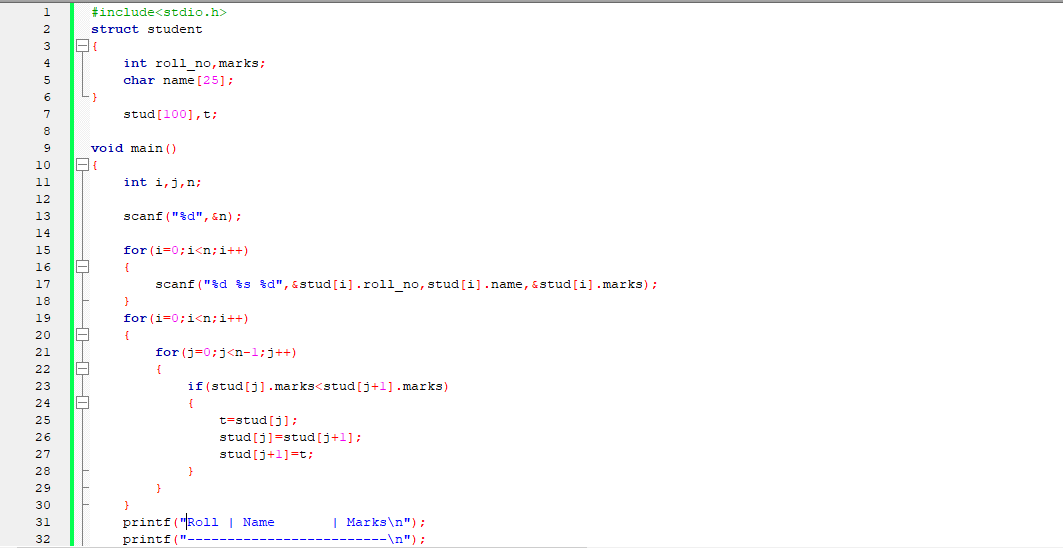 1 #include<stdio.h>
2 struct student
3 {
4     int roll_no,marks;
5     char name[25];
6 }
7     stud[100],t;
8
9 void main()
10 {
11     int i,j,n;
12
13     scanf("%d",&n);
14
15     for(i=0;i<n;i++)
16     {
17         scanf("%d %s %d",&stud[i].roll_no,stud[i].name,&stud[i].marks);
18     }
19     for(i=0;i<n;i++)
20     {
21         for(j=0;j<n-1;j++)
22         {
23             if(stud[j].marks<stud[j+1].marks)
24             {
25                 t=stud[j];
26                 stud[j]=stud[j+1];
27                 stud[j+1]=t;
28             }
29         }
30     }
31     printf("Roll | Name       | Marks\n");
32     printf("-------------------------\n");